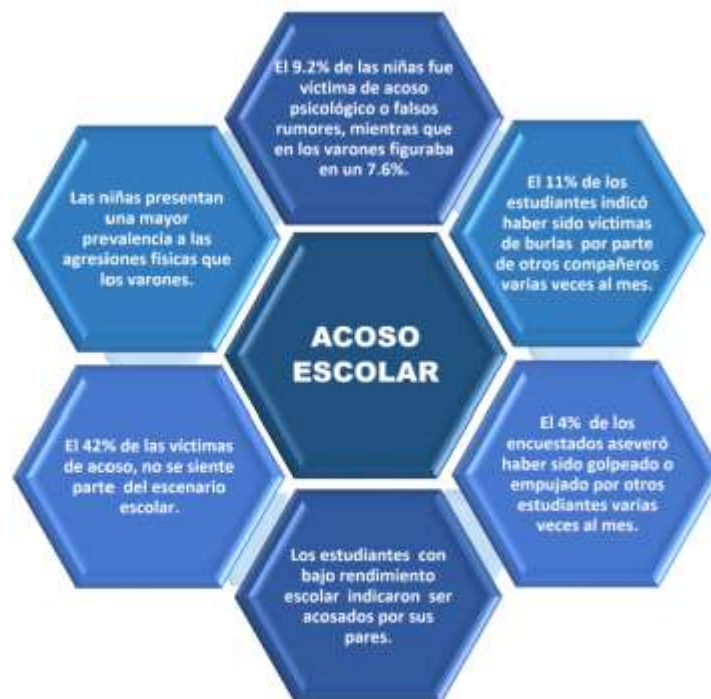 El 9.2% de las niñas fue
víctima de acoso
psicológico o falsos
rumores, mientras que
en los varones figuraba
en un 7.6%.
Las niñas presentan
una mayor
prevalencia a las
agresiones físicas que
los varones.
El 11% de los
estudiantes indicó
haber sido víctimas
de burlas por parte
de otros compañeros
varias veces al mes.
ACOSO
ESCOLAR
El 42% de las víctimas
de acoso, no se siente
parte del escenario
escolar.
El 4% de los
encuestados aseveró
haber sido golpeado o
empujado por otros
estudiantes varias
veces al mes.
Los estudiantes con
bajo rendimiento
escolar indicaron ser
acosados por sus
pares.